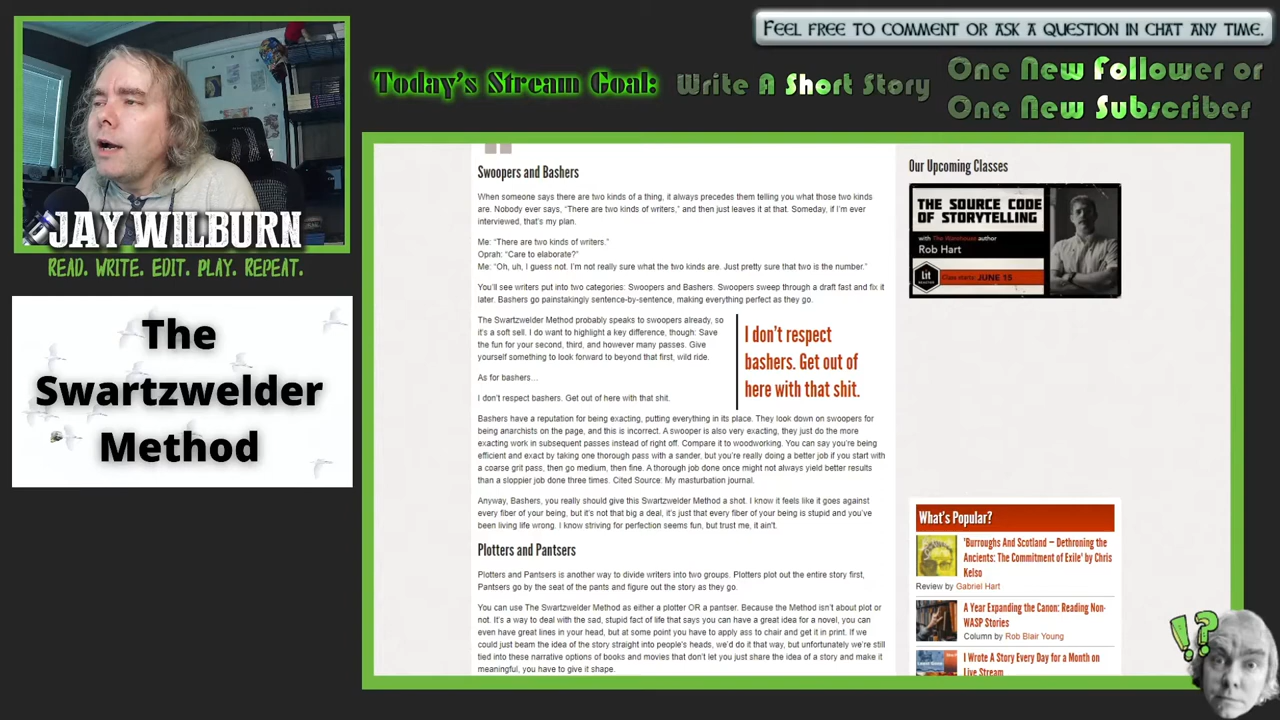 Feel free to comment or ask a question in chat any time.
Today's Stream Goal:
Write A Short Story
One New Follower or
One New Subscriber
JAY WILBURN
READ. WRITE. EDIT. PLAY. REPEAT.
The
Swartzwelder
Method
Swoopers and Bashers
When someone says there are two kinds of a thing, it always precedes them telling you what those two kinds
are. Nobody ever says, "There are two kinds of writers," and then just leaves it at that. Someday, if I'm ever
interviewed, that's my plan.
Me: "There are two kinds of writers."
Oprah: "Care to elaborate?"
Me: "Oh, uh, I guess not. I'm not really sure what the two kinds are. Just pretty sure that two is the number."
You'll see writers put into two categories: Swoopers and Bashers. Swoopers sweep through a draft fast and fix it
later. Bashers go painstakingly sentence-by-sentence, making everything perfect as they go.
The Swartzwelder Method probably speaks to swoopers already, so
it's a soft sell. I do want to highlight a key difference, though: Save
the fun for your second, third, and however many passes. Give
yourself something to look forward to beyond that first, wild ride.
As for bashers...
I don't respect bashers. Get out of here with that shit.
I don't respect
bashers. Get out of
here with that shit.
Bashers have a reputation for being exacting, putting everything in its place. They look down on swoopers for
being anarchists on the page, and this is incorrect. A swooper is also very exacting, they just do the more
exacting work in subsequent passes instead of right off. Compare it to woodworking. You can say you're being
efficient and exact by taking one thorough pass with a sander, but you're really doing a better job if you start with
a coarse grit pass, then go medium, then fine. A thorough job done once might not always yield better results
than a sloppier job done three times. Cited Source: My masturbation journal.
Anyway, Bashers, you really should give this Swartzwelder Method a shot. I know it feels like it goes against
every fiber of your being, but it's not that big a deal, it's just that every fiber of your being is stupid and you've
been living life wrong. I know striving for perfection seems fun, but trust me, it ain't.
Plotters and Pantsers
Plotters and Pantsers is another way to divide writers into two groups. Plotters plot out the entire story first,
Pantsers go by the seat of the pants and figure out the story as they go.
You can use The Swartzwelder Method as either a plotter OR a pantser. Because the Method isn't about plot or
not. It's a way to deal with the sad, stupid fact of life that says you can have a great idea for a novel, you can
even have great lines in your head, but at some point you have to apply ass to chair and get it in print. If we
could just beam the idea of the story straight into people's heads, we'd do it that way, but unfortunately we're still
tied into these narrative options of books and movies that don't let you just share the idea of a story and make it
meaningful, you have to give it shape.
Our Upcoming Classes
THE SOURCE CODE
OF STORYTELLING
with The Warehouse author
Rob Hart
Lit
Class starts: JUNE 15
What's Popular?
'Burroughs And Scotland – Dethroning the
Ancients: The Commitment of Exile' by Chris
Kelso
Review by Gabriel Hart
A Year Expanding the Canon: Reading Non-
WASP Stories
Column by Rob Blair Young
I Wrote A Story Every Day for a Month on
Live Stream
!?